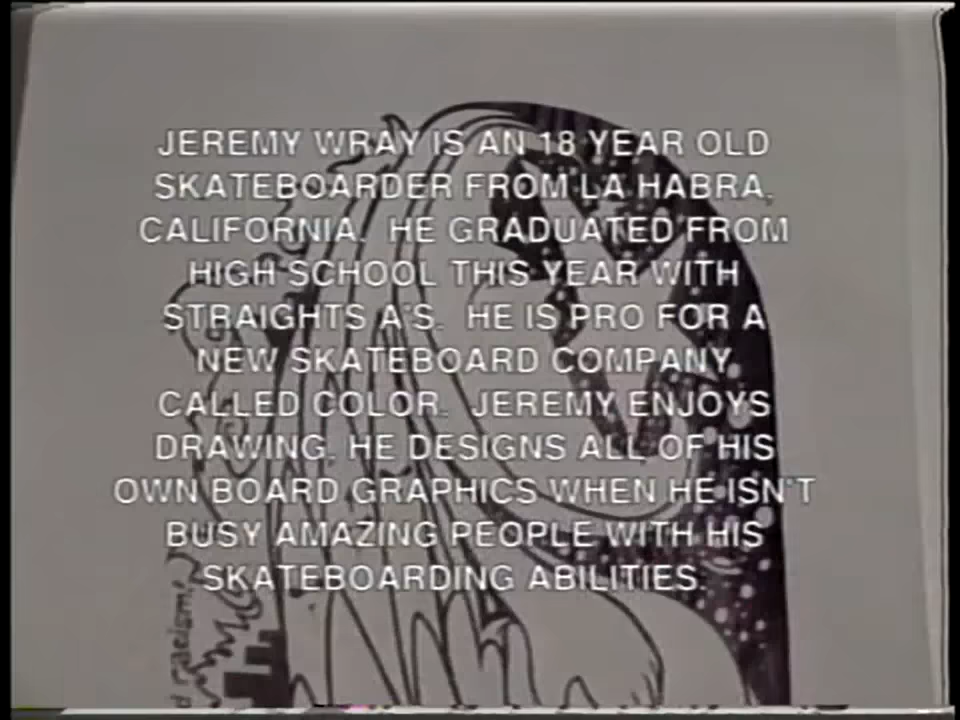 JEREMY WRAY IS AN 18 YEAR OLD
SKATEBOARDER FROM LA HABRA,
CALIFORNIA. HE GRADUATED FROM
HIGH SCHOOL THIS YEAR WITH
STRAIGHTS A'S. HE IS PRO FOR A
NEW SKATEBOARD COMPANY
CALLED COLOR. JEREMY ENJOYS
DRAWING. HE DESIGNS ALL OF HIS
OWN BOARD GRAPHICS WHEN HE ISN'T
BUSY AMAZING PEOPLE WITH HIS
SKATEBOARDING ABILITIES.
racism